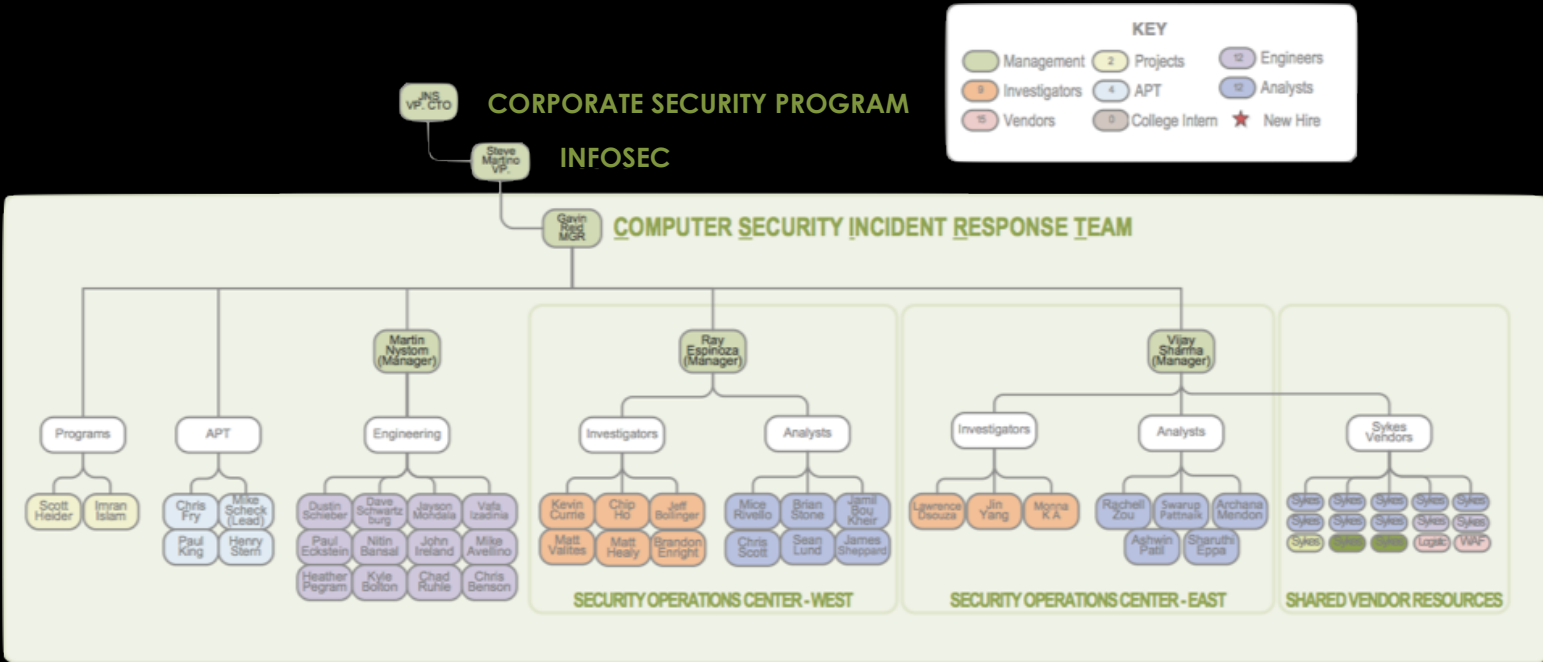 KEY
Management
2 Projects
12 Engineers
9 Investigators
4 APT
12 Analysts
15 Vendors
0 College Intern
New Hire
JNS
VP. CTO
CORPORATE SECURITY PROGRAM
Steve
Martino
VP.
INFOSEC
Gavin
Reid
MGR
COMPUTER SECURITY INCIDENT RESPONSE TEAM
Martin
Nystom
(Manager)
Ray
Espinoza
(Manager)
Vijay
Sharma
(Manager)
Programs
APT
Engineering
Investigators
Analysts
Investigators
Analysts
Sykes
Vendors
Scott
Heider
Imran
Islam
Chris
Fry
Mike
Scheck
(Lead)
Paul
King
Henry
Stern
Dustin
Schieber
Dave
Schwartz
burg
Jayson
Mondala
Vafa
Izadinia
Paul
Eckstein
Nitin
Bansal
John
Ireland
Mike
Avellino
Heather
Pegram
Kyle
Bolton
Chad
Ruhle
Chris
Benson
Kevin
Currie
Chip
Ho
Jeff
Bollinger
Matt
Valites
Matt
Healy
Brandon
Enright
Mice
Rivello
Brian
Stone
Jamil
Bou
Kheir
Chris
Scott
Sean
Lund
James
Sheppard
SECURITY OPERATIONS CENTER - WEST
Lawrence
Dsouza
Jin
Yang
Monna
K A
Rachell
Zou
Swarup
Pattnaik
Archana
Mendon
Ashwin
Patil
Sharuthi
Eppa
SECURITY OPERATIONS CENTER - EAST
Sykes Sykes Sykes Sykes Sykes
Sykes Sykes Sykes Sykes Sykes
Sykes Sykes Sykes Logistic WAF
SHARED VENDOR RESOURCES